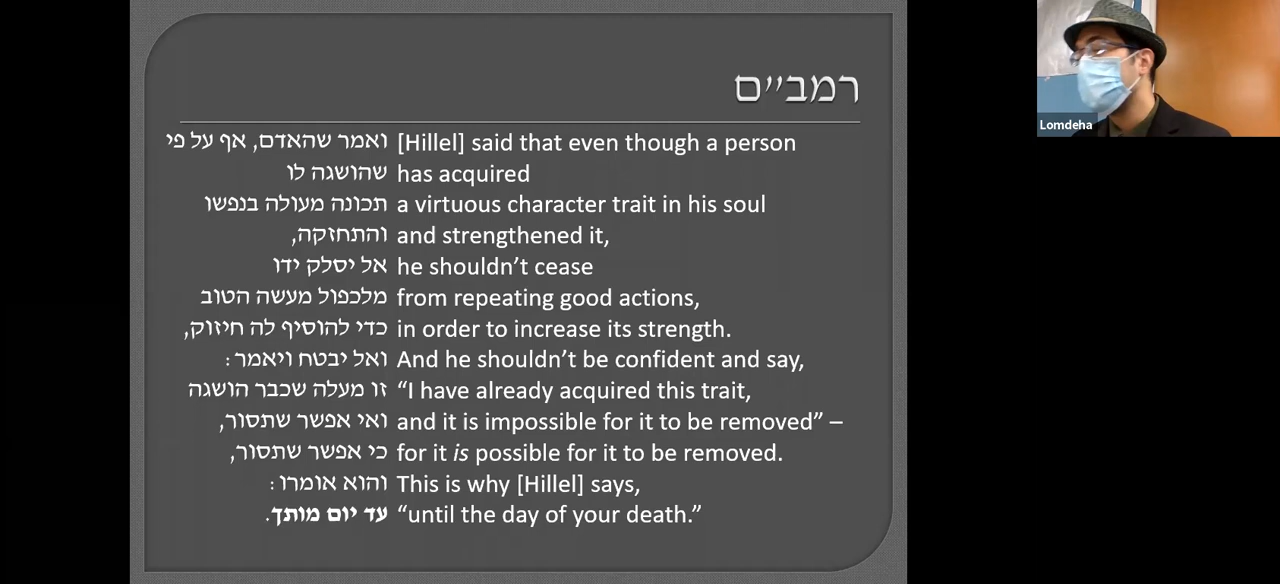 רמב״ם
ואמר שהאדם, אף על פי [Hillel] said that even though a person
שהושגה לו has acquired
תכונה מעולה בנפשו a virtuous character trait in his soul
והתחזקה, and strengthened it,
אל יסלק ידו he shouldn’t cease
מלכפול מעשה הטוב from repeating good actions,
כדי להוסיף לה חיזוק, in order to increase its strength.
ואל יבטח ויאמר: And he shouldn’t be confident and say,
זו מעלה שכבר הושגה “I have already acquired this trait,
ואי אפשר שתסור, and it is impossible for it to be removed” –
כי אפשר שתסור, for it is possible for it to be removed.
והוא אומרו: This is why [Hillel] says,
עד יום מותך. “until the day of your death.”
Lomdeha